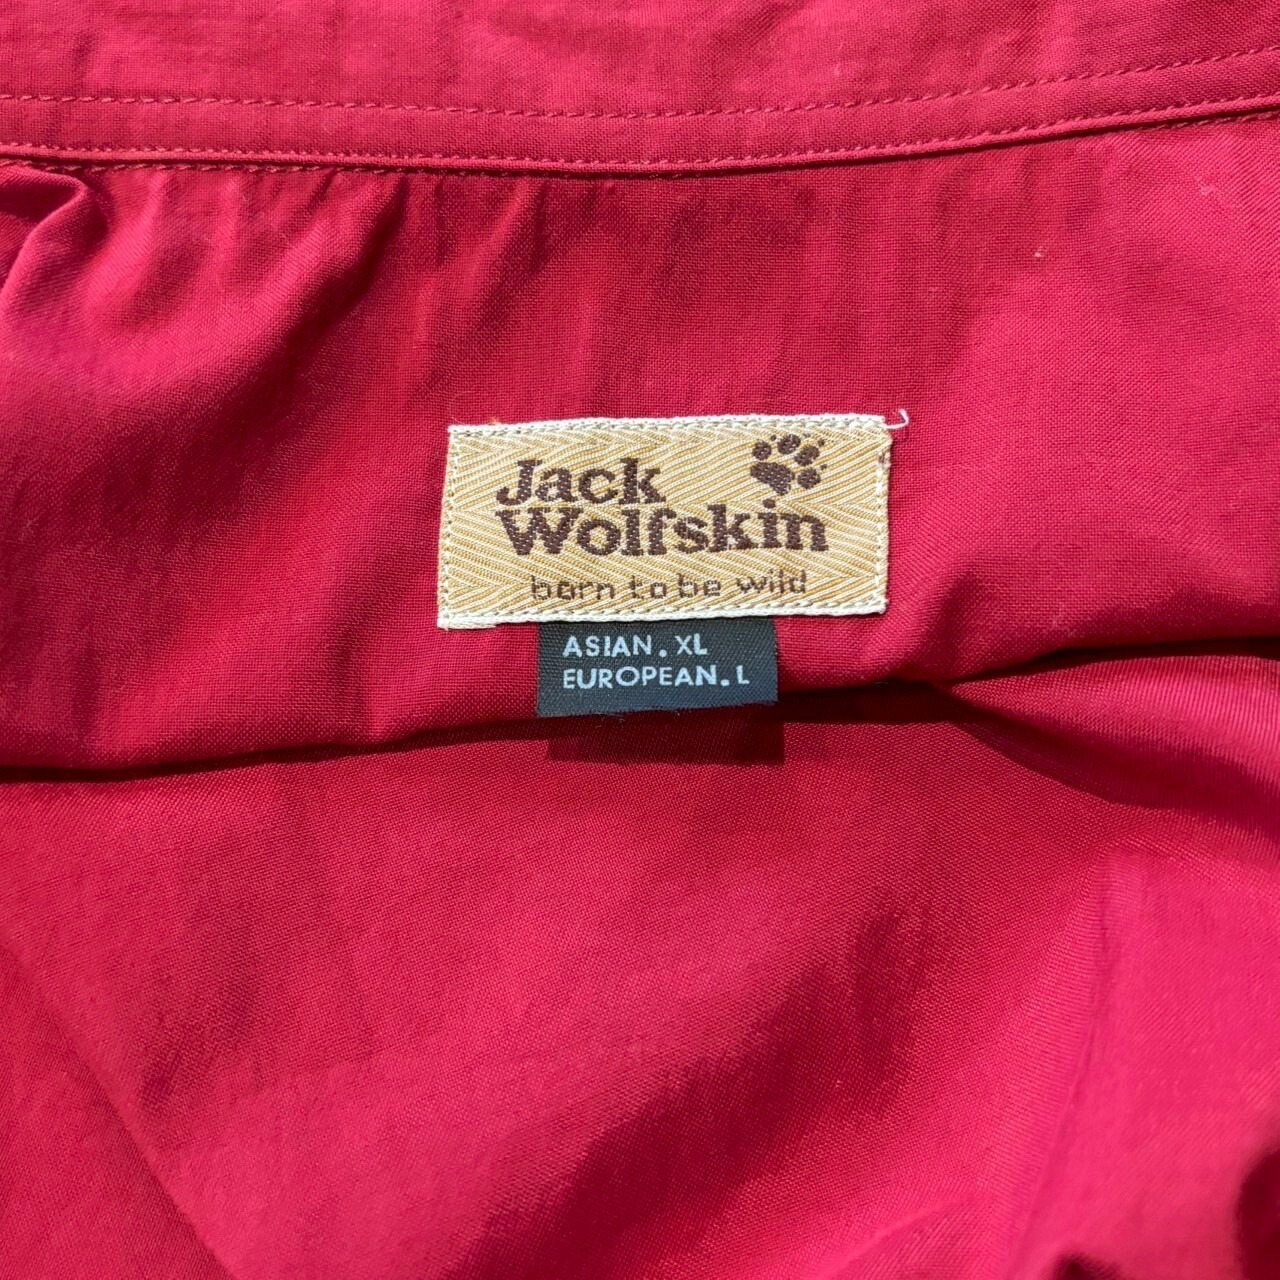 Jack
Wolfskin
born to be wild
ASIAN. XL
EUROPEAN. L